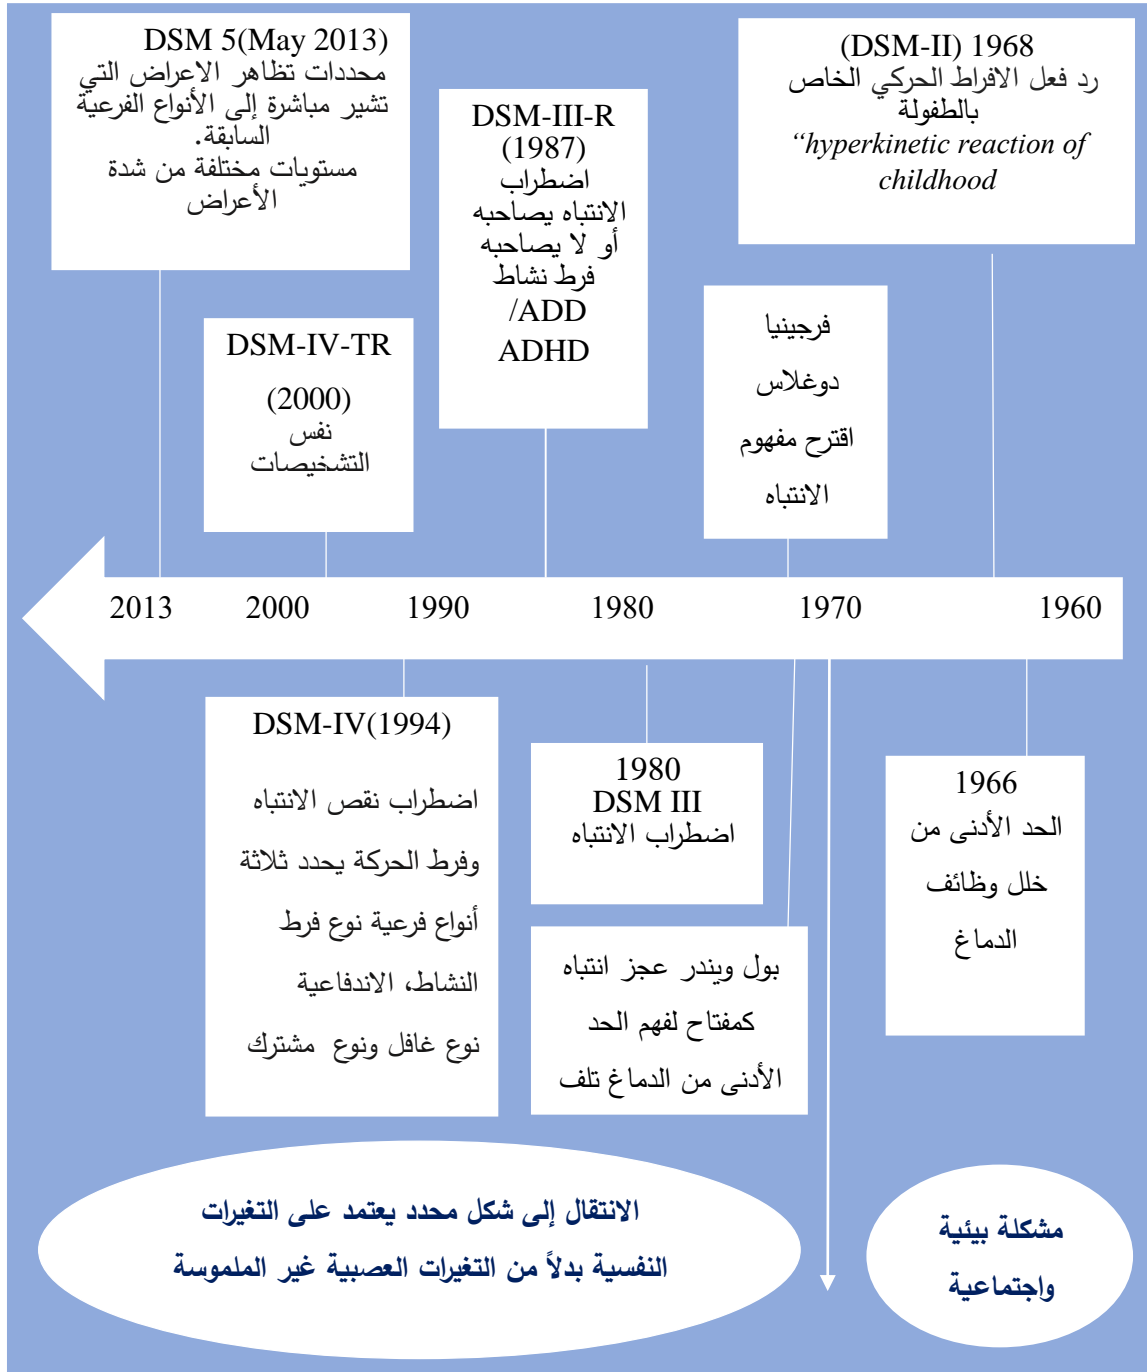 (DSM-II) 1968
رد فعل الافراط الحركي الخاص
بالطفولة
“hyperkinetic reaction of
childhood
فرجينيا
دوغلاس
اقترح مفهوم
الانتباه
DSM-III-R
(1987)
اضطراب
الانتباه يصاحبه
أو لا يصاحبه
فرط نشاط
/ADD
ADHD
DSM-IV-TR
(2000)
نفس
التشخيصات
DSM 5(May 2013)
محددات تظاهر الاعراض التي
تشير مباشرة إلى الأنواع الفرعية
السابقة.
مستويات مختلفة من شدة
الأعراض
1960
1970
1980
1990
2000
2013
1966
الحد الأدنى من
خلل وظائف
الدماغ
1980
DSM III
اضطراب الانتباه
بول ويندر عجز انتباه
كمفتاح لفهم الحد
الأدنى من الدماغ تلف
DSM-IV(1994)
اضطراب نقص الانتباه
وفرط الحركة يحدد ثلاثة
أنواع فرعية نوع فرط
النشاط، الاندفاعية
نوع غافل ونوع مشترك
مشكلة بيئية
واجتماعية
الانتقال إلى شكل محدد يعتمد على التغيرات
النفسية بدلاً من التغيرات العصبية غير الملموسة